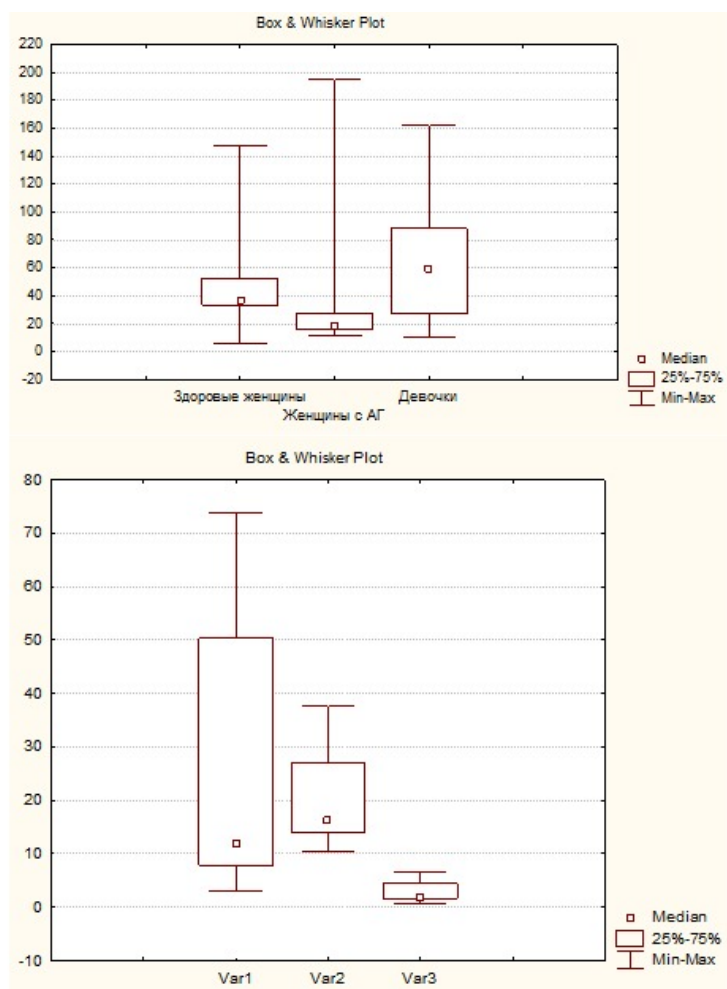 Box & Whisker Plot
220
200
180
160
140
120
100
80
60
40
20
0
-20
Здоровые женщины
Девочки
Женщины с АГ
Median
25%-75%
Min-Max
Box & Whisker Plot
80
70
60
50
40
30
20
10
0
-10
Var1 Var2 Var3
Median
25%-75%
Min-Max